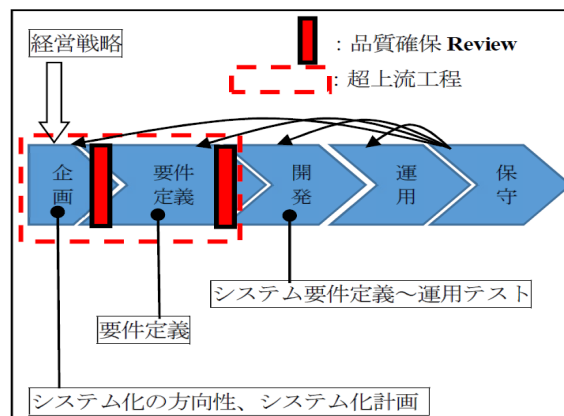 経営戦略
：品質確保 Review
：超上流工程
企画
要件定義
開発
運用
保守
システム要件定義～運用テスト
要件定義
システム化の方向性、システム化計画